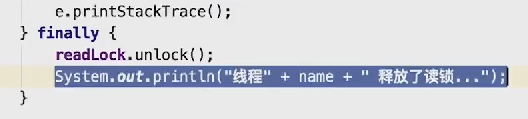 e.printStackTrace();
} finally {
readLock.unlock();
System.out.println("线程" + name + " 释放了读锁...");
}